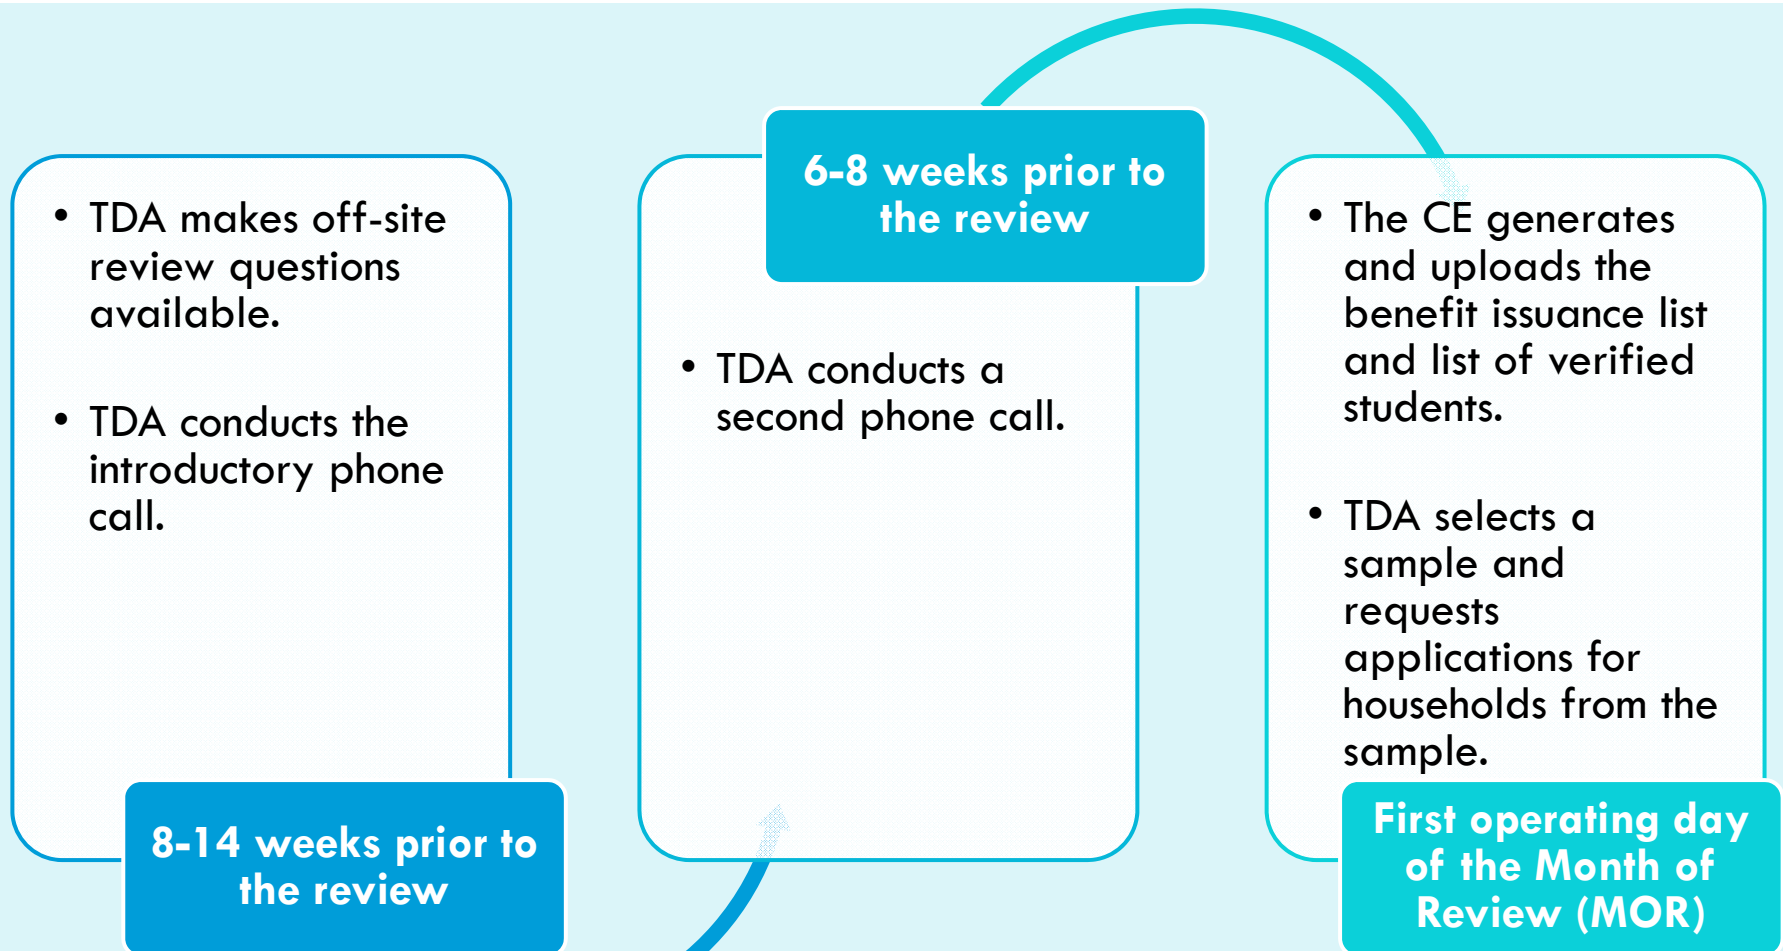 • TDA makes off-site
review questions
available.
• TDA conducts the
introductory phone
call.
8-14 weeks prior to
the review
6-8 weeks prior to
the review
• TDA conducts a
second phone call.
• The CE generates
and uploads the
benefit issuance list
and list of verified
students.
• TDA selects a
sample and
requests
applications for
households from the
sample.
First operating day
of the Month of
Review (MOR)